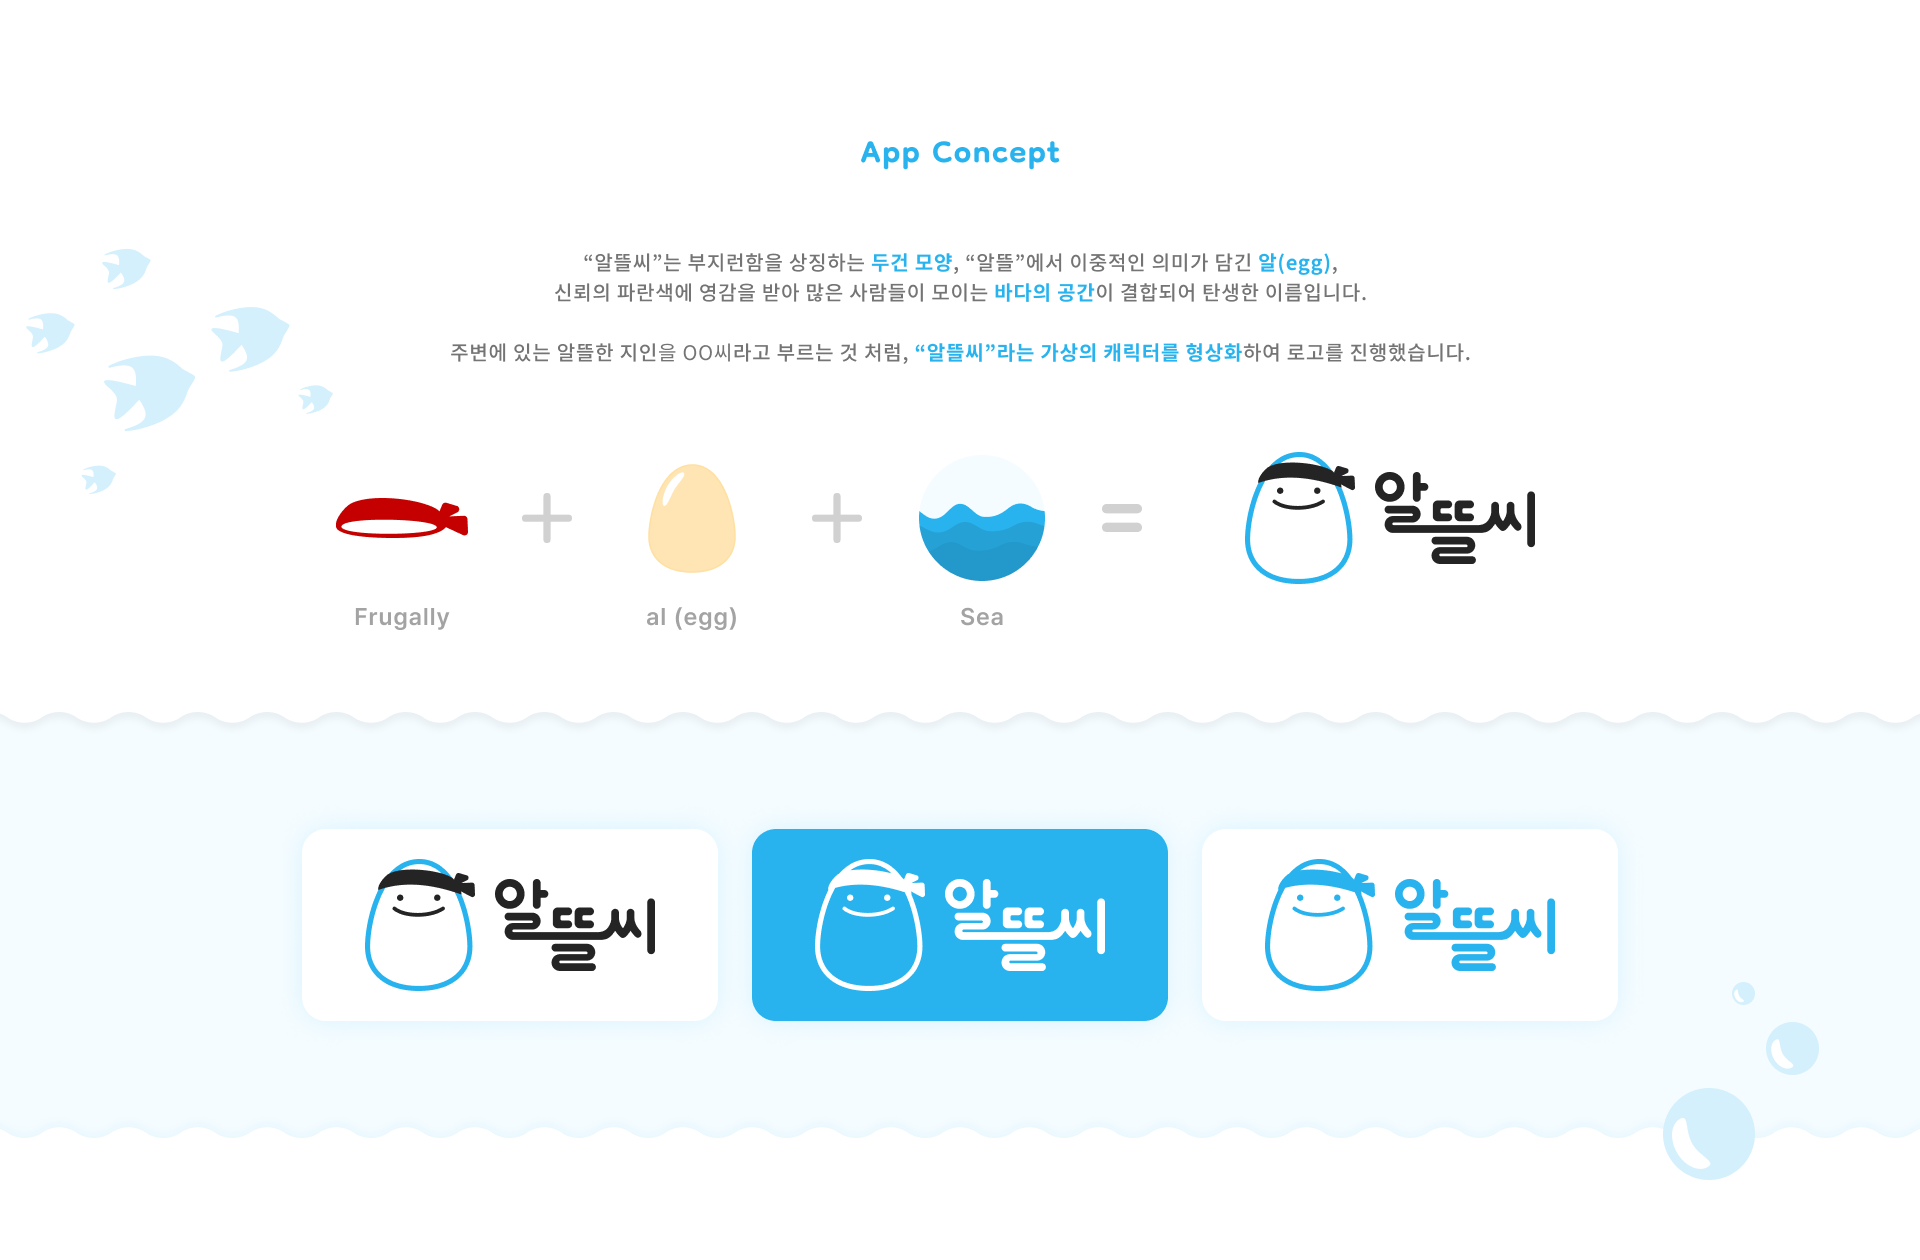 App Concept
“알뜰씨”는 부지런함을 상징하는 두건 모양, “알뜰”에서 이중적인 의미가 담긴 알(egg),
신뢰의 파란색에 영감을 받아 많은 사람들이 모이는 바다의 공간이 결합되어 탄생한 이름입니다.
주변에 있는 알뜰한 지인을 OO씨라고 부르는 것 처럼, “알뜰씨”라는 가상의 캐릭터를 형상화하여 로고를 진행했습니다.
알뜰씨
Frugally
al (egg)
Sea
알뜰씨
알뜰씨
알뜰씨